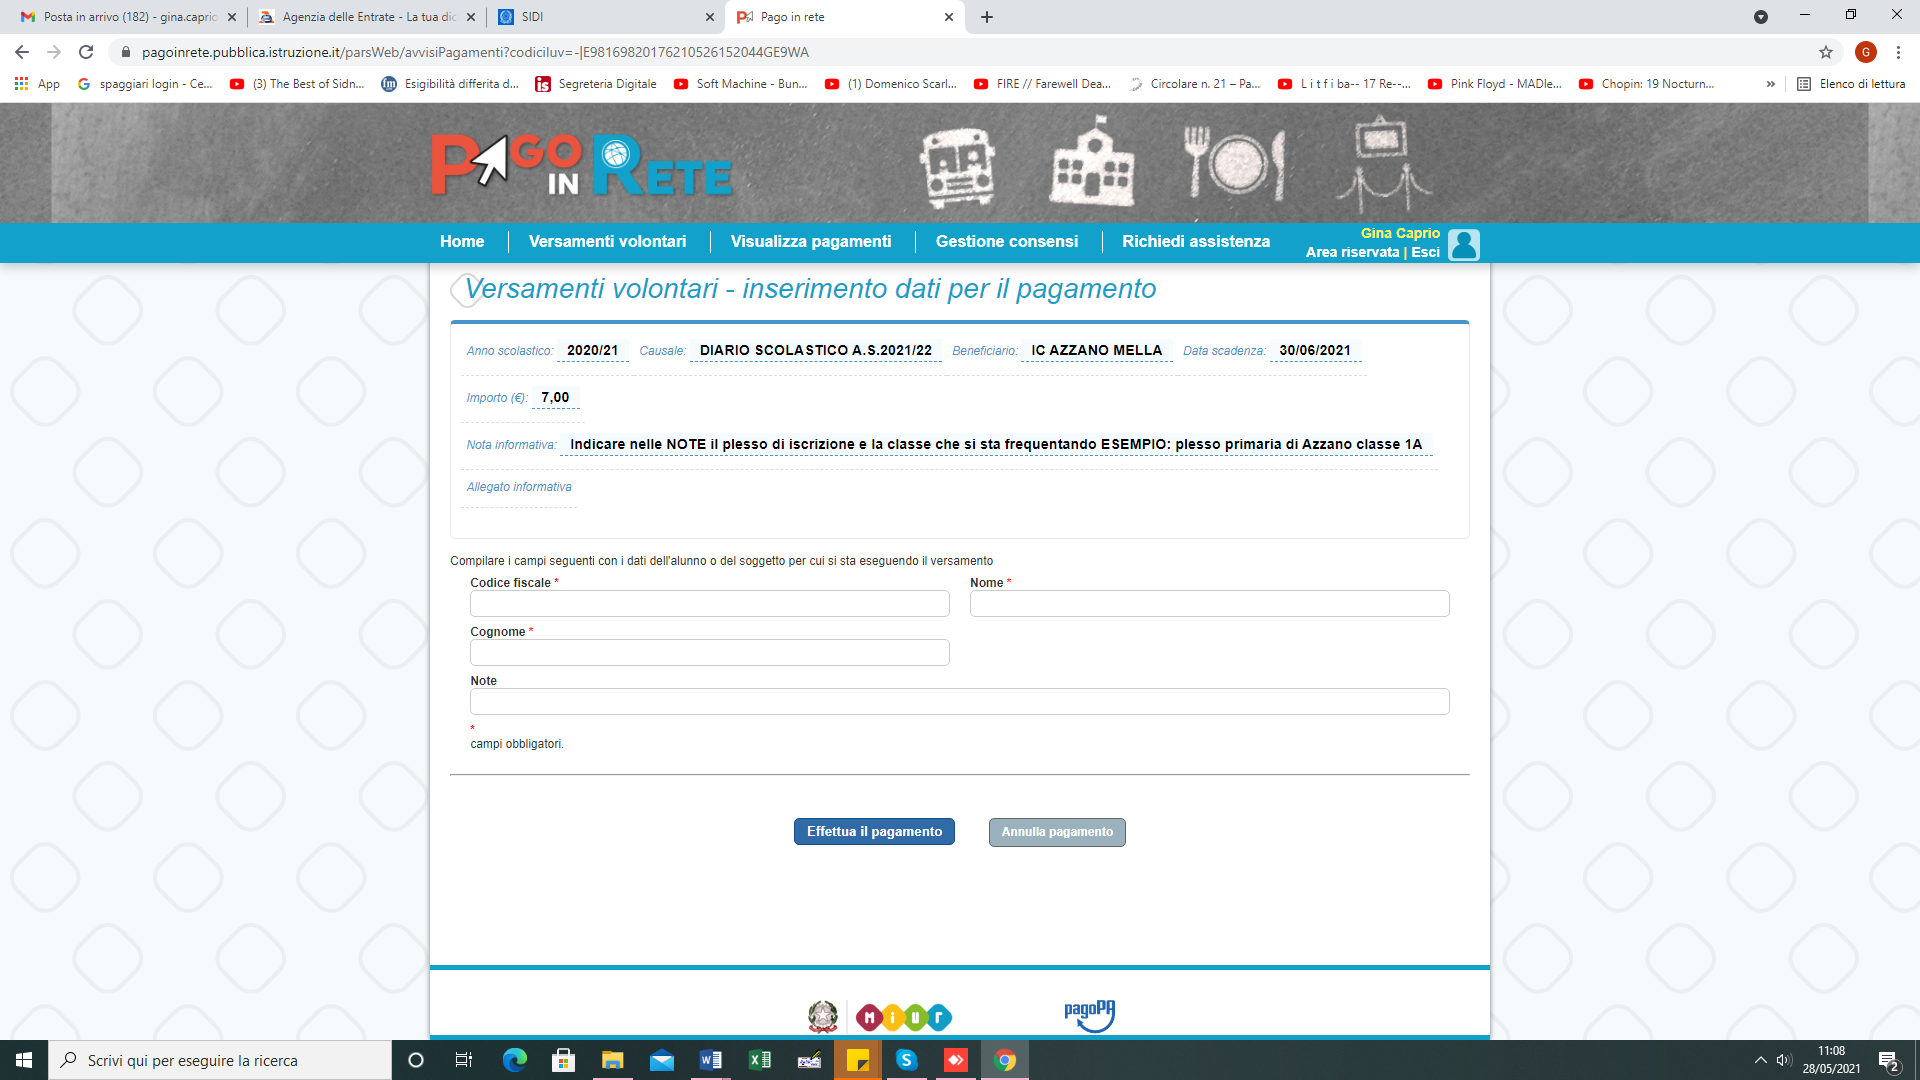 Posta in arrivo (182) - gina.capric
Agenzia delle Entrate - La tua dic
SIDI
Pago in rete
pagoinrete.pubblica.istruzione.it/parsWeb/avvisiPagamenti?codiciIuv=-|E98169820176210526152044GE9WA
G
App
spaggiari login - Ce...
(3) The Best of Sidn...
Esigibilità differita d...
Segreteria Digitale
Soft Machine - Bun...
(1) Domenico Scarl...
FIRE // Farewell Dea...
Circolare n. 21 – Pa...
L i t f i ba-- 17 Re--...
Pink Floyd - MADle...
Chopin: 19 Nocturn...
»
Elenco di lettura
PAGO IN RETE
Home
Versamenti volontari
Visualizza pagamenti
Gestione consensi
Richiedi assistenza
Gina Caprio
Area riservata | Esci
Versamenti volontari - inserimento dati per il pagamento
Anno scolastico: 2020/21 Causale: DIARIO SCOLASTICO A.S.2021/22 Beneficiario: IC AZZANO MELLA Data scadenza: 30/06/2021
Importo (€): 7,00
Nota informativa: Indicare nelle NOTE il plesso di iscrizione e la classe che si sta frequentando ESEMPIO: plesso primaria di Azzano classe 1A
Allegato informativa
Compilare i campi seguenti con i dati dell'alunno o del soggetto per cui si sta eseguendo il versamento
Codice fiscale *
Nome *
Cognome *
Note
*
campi obbligatori.
Effettua il pagamento
Annulla pagamento
MIUR
pagoPA
Scrivi qui per eseguire la ricerca
11:08
28/05/2021
2